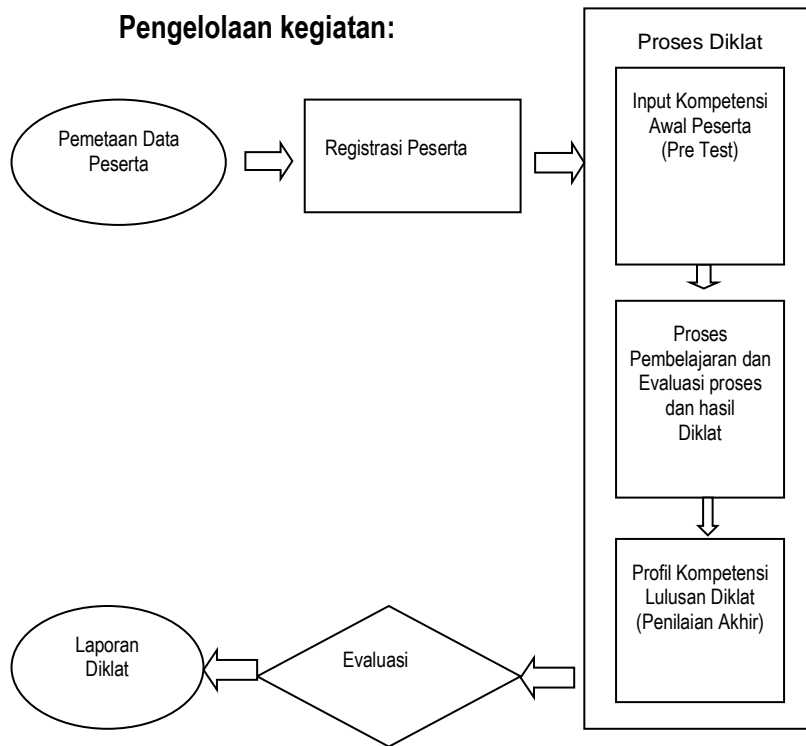 Pengelolaan kegiatan:
Pemetaan Data
Peserta
Registrasi Peserta
Proses Diklat
Input Kompetensi
Awal Peserta
(Pre Test)
Proses
Pembelajaran dan
Evaluasi proses
dan hasil
Diklat
Profil Kompetensi
Lulusan Diklat
(Penilaian Akhir)
Evaluasi
Laporan
Diklat